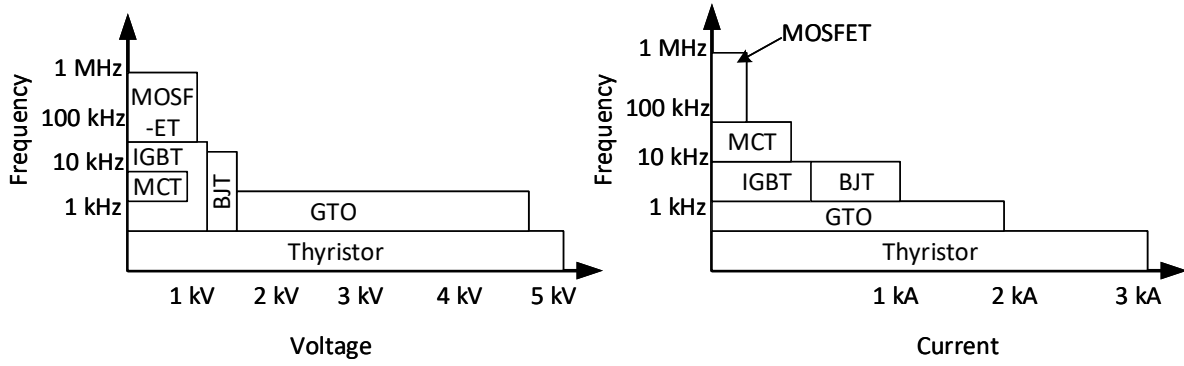 1 MHz
MOSF
-ET
100 kHz
IGBT
10 kHz
MCT
BJT
1 kHz
GTO
Thyristor
Frequency
1 kV 2 kV 3 kV 4 kV 5 kV
Voltage
MOSFET
1 MHz
100 kHz
MCT
10 kHz
IGBT BJT
1 kHz
GTO
Thyristor
Frequency
1 kA 2 kA 3 kA
Current